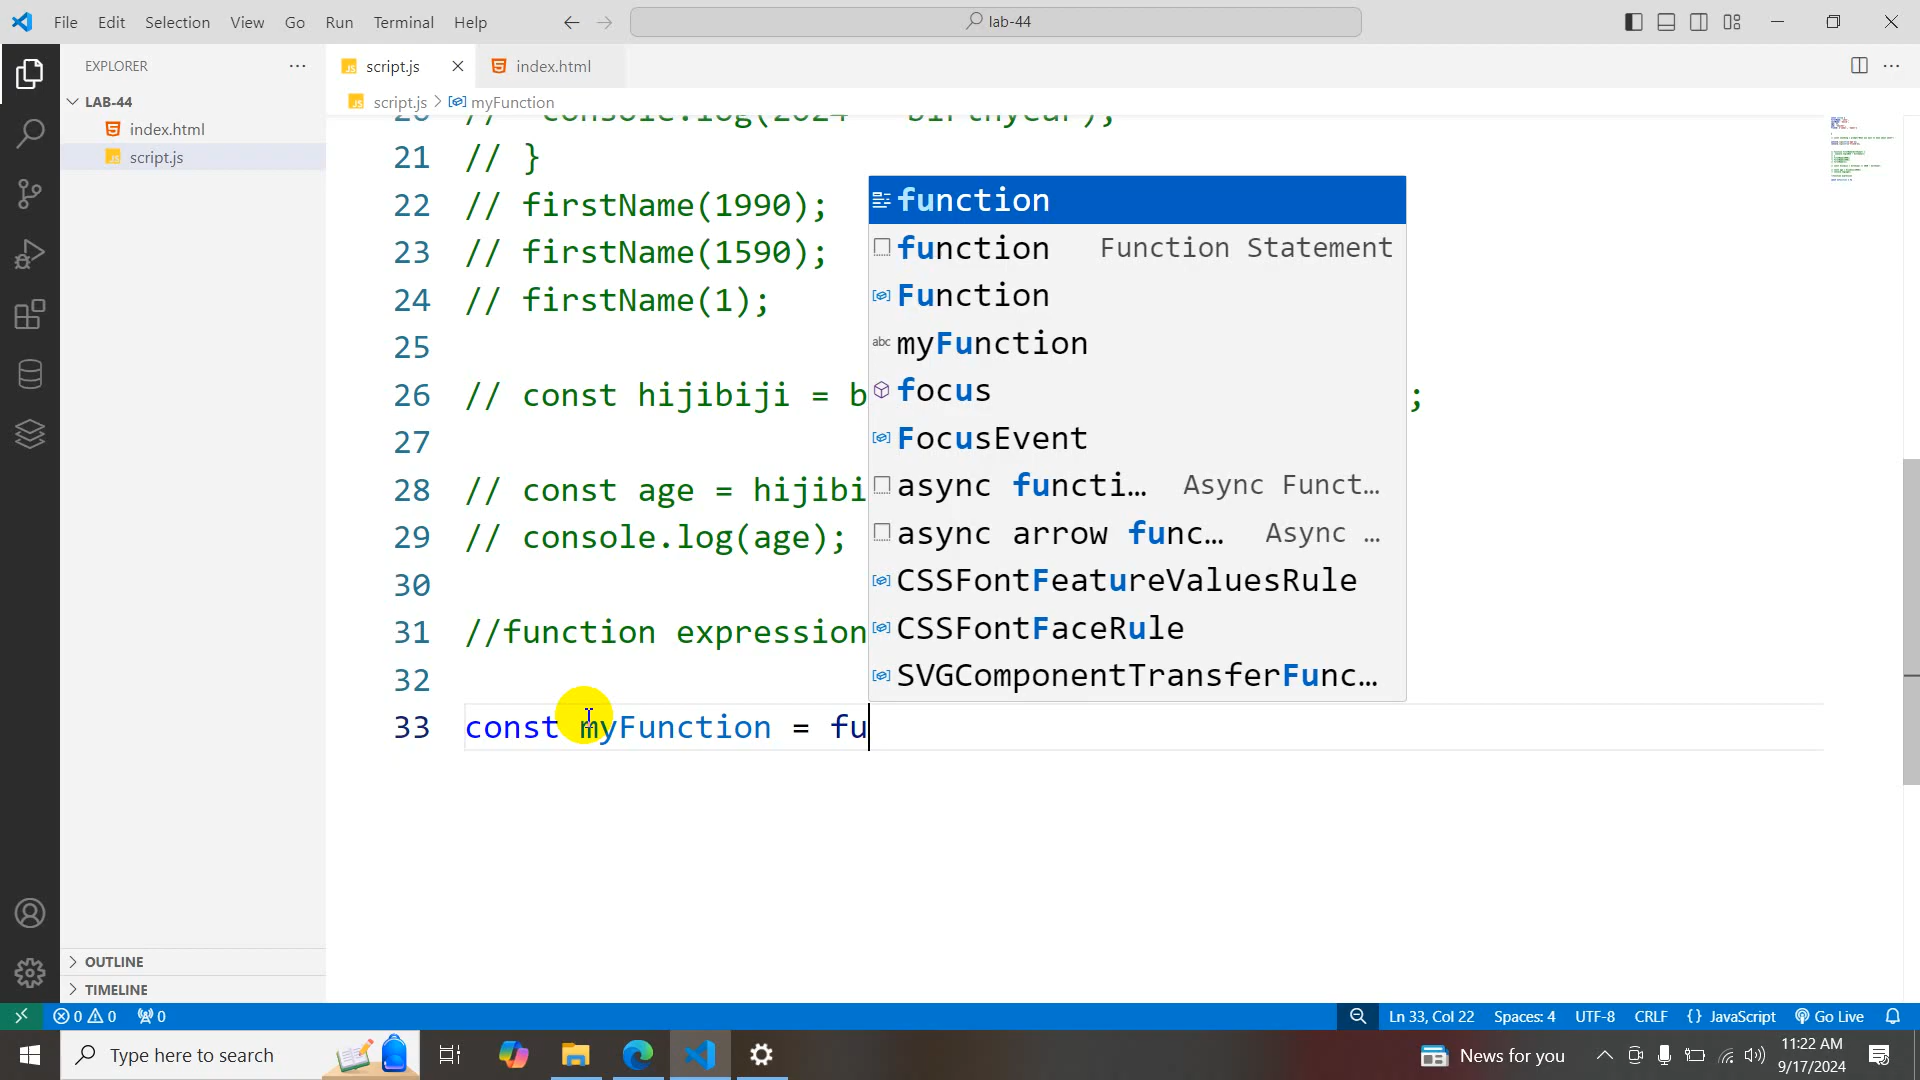 File Edit Selection View Go Run Terminal Help
lab-44
EXPLORER
LAB-44
index.html
script.js
script.js
index.html
script.js > myFunction
20 // console.log(2024 - birthyear);
21 // }
22 // firstName(1990);
23 // firstName(1590);
24 // firstName(1);
25
26 // const hijibiji = b ;
27
28 // const age = hijibi
29 // console.log(age);
30
31 //function expression
32
33 const myFunction = fu
function
function Function Statement
Function
myFunction
focus
FocusEvent
async functi… Async Funct…
async arrow func… Async …
CSSFontFeatureValuesRule
CSSFontFaceRule
SVGComponentTransferFunc…
OUTLINE
TIMELINE
0 0 0
Ln 33, Col 22 Spaces: 4 UTF-8 CRLF {} JavaScript Go Live
Type here to search
News for you
11:22 AM
9/17/2024